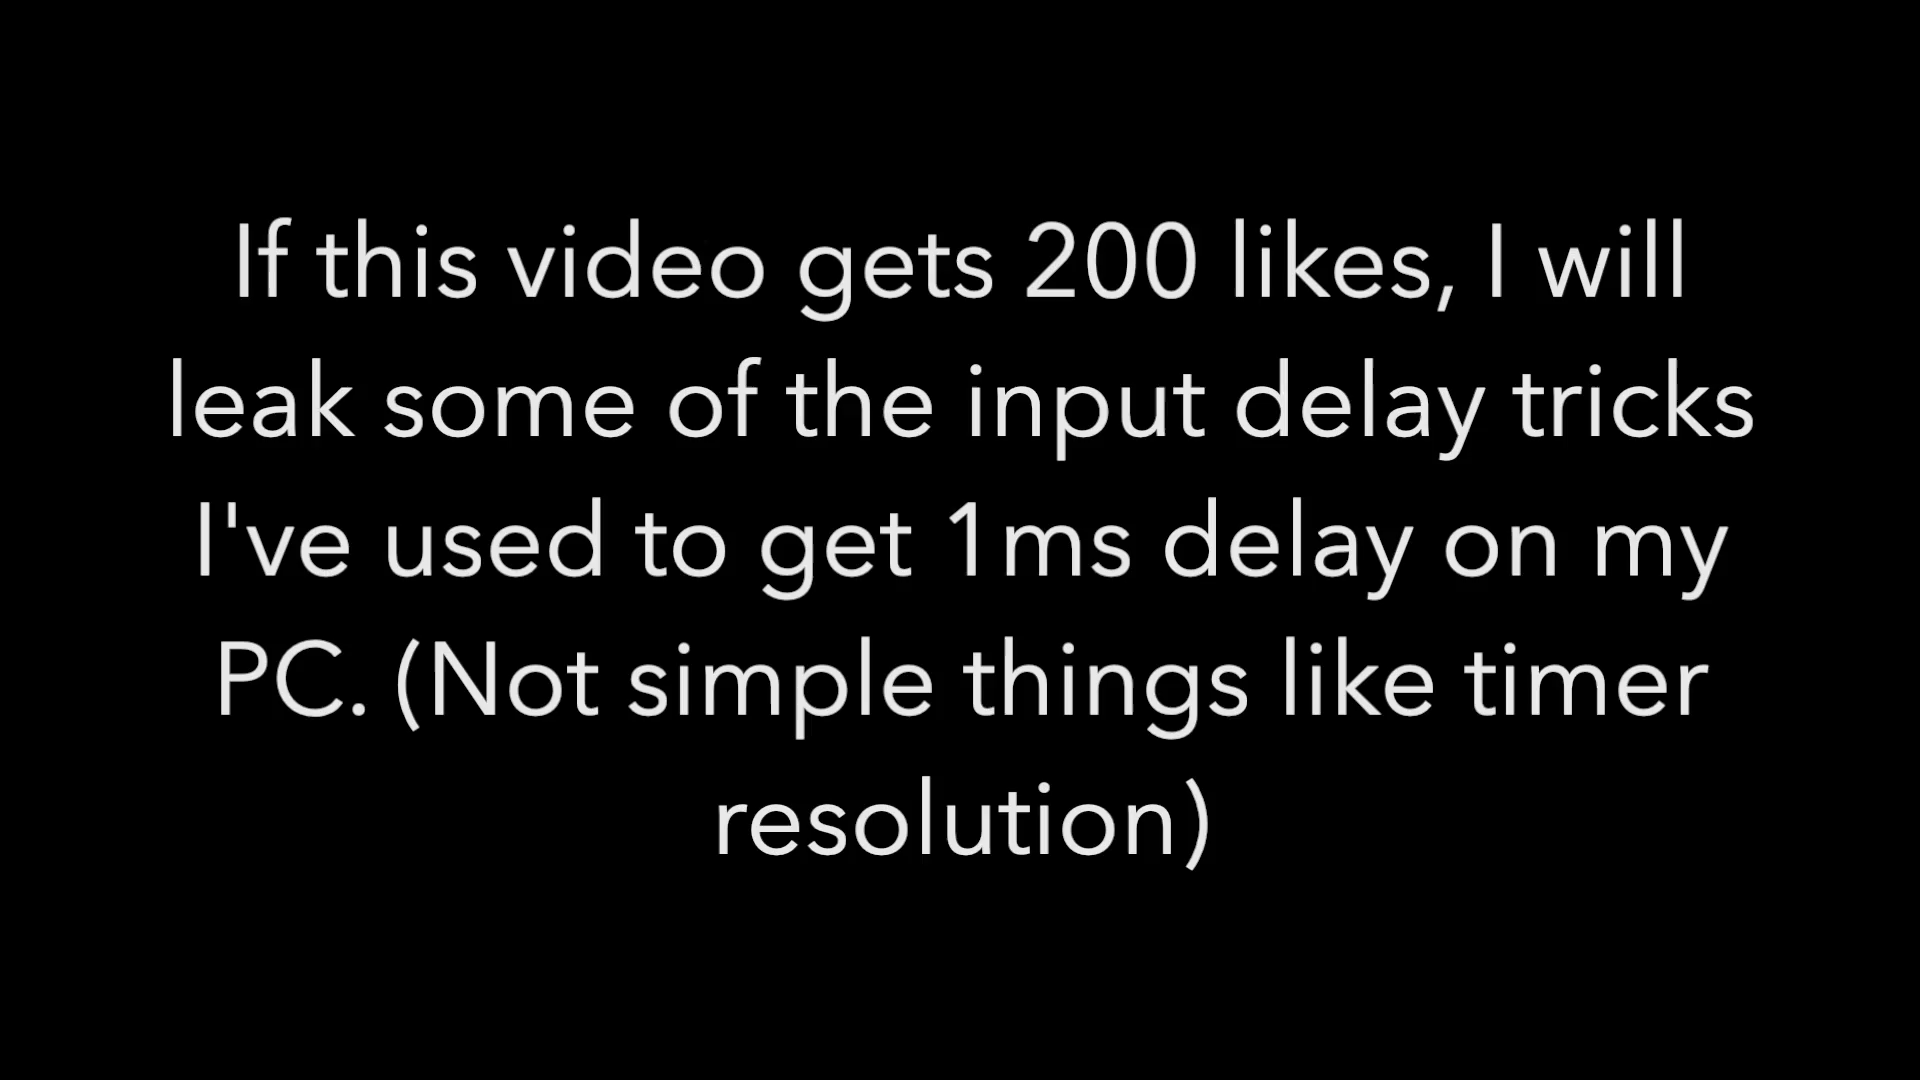 If this video gets 200 likes, I will
leak some of the input delay tricks
I've used to get 1ms delay on my
PC. (Not simple things like timer
resolution)